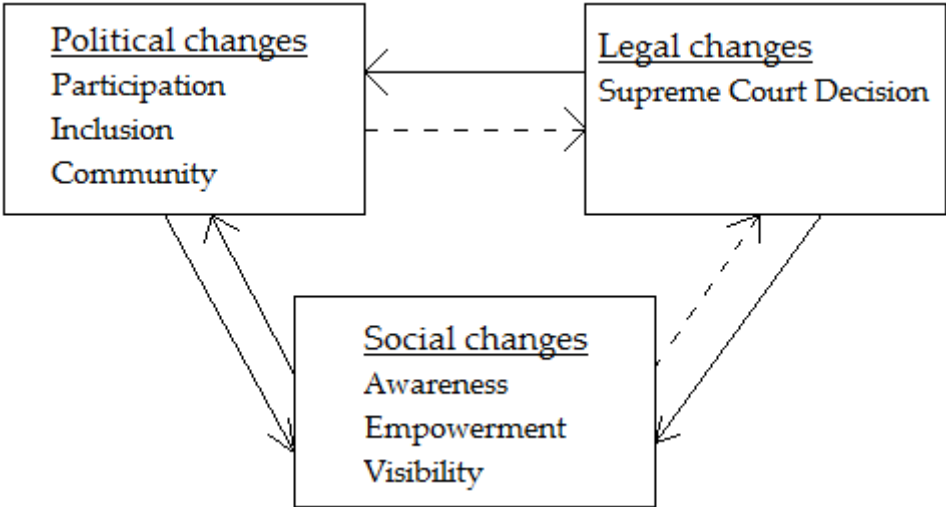 Political changes
Participation
Inclusion
Community
Legal changes
Supreme Court Decision
Social changes
Awareness
Empowerment
Visibility